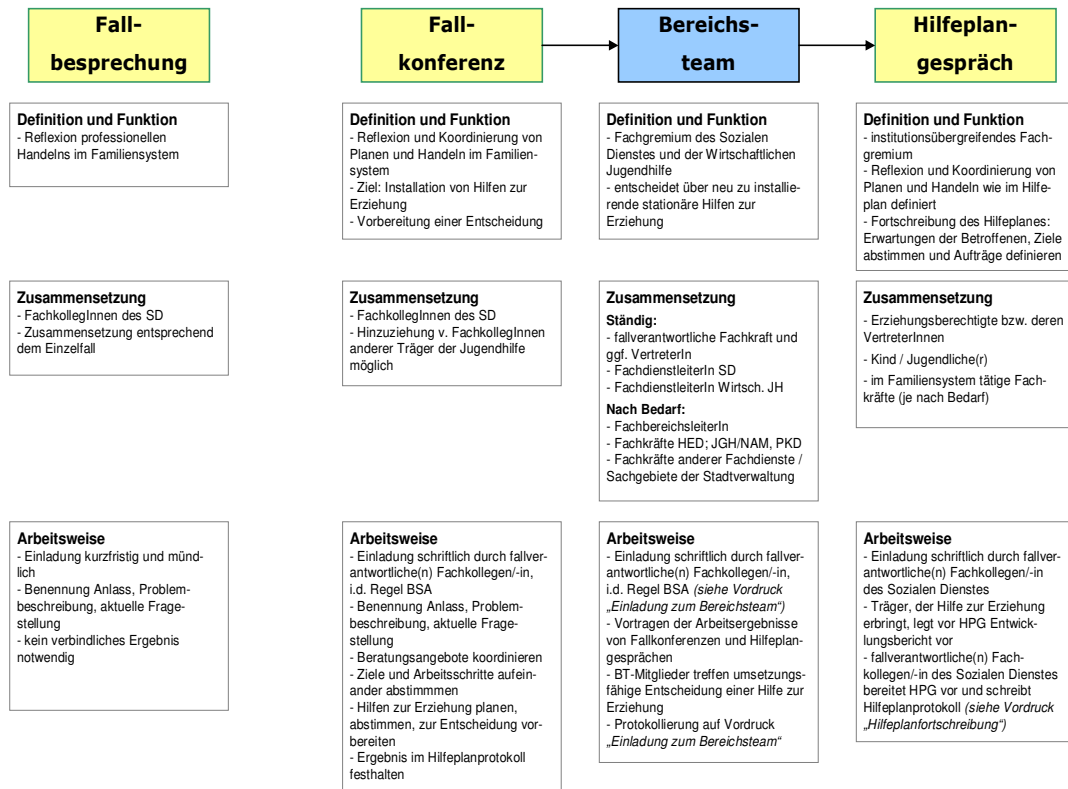 Fall-
besprechung
Definition und Funktion
- Reflexion professionellen
Handelns im Familiensystem
Zusammensetzung
- FachkollegInnen des SD
- Zusammensetzung entsprechend
dem Einzelfall
Arbeitsweise
- Einladung kurzfristig und münd-
lich
- Benennung Anlass, Problem-
beschreibung, aktuelle Frage-
stellung
- kein verbindliches Ergebnis
notwendig
Fall-
konferenz
Definition und Funktion
- Reflexion und Koordinierung von
Planen und Handeln im Familien-
system
- Ziel: Installation von Hilfen zur
Erziehung
- Vorbereitung einer Entscheidung
Zusammensetzung
- FachkollegInnen des SD
- Hinzuziehung v. FachkollegInnen
anderer Träger der Jugendhilfe
möglich
Arbeitsweise
- Einladung schriftlich durch fallver-
antwortliche(n) Fachkollegen/-in,
i.d. Regel BSA
- Benennung Anlass, Problem-
beschreibung, aktuelle Frage-
stellung
- Beratungsangebote koordinieren
- Ziele und Arbeitsschritte aufein-
ander abstimmmen
- Hilfen zur Erziehung planen,
abstimmen, zur Entscheidung vor-
bereiten
- Ergebnis im Hilfeplanprotokoll
festhalten
Bereichs-
team
Definition und Funktion
- Fachgremium des Sozialen
Dienstes und der Wirtschaftlichen
Jugendhilfe
- entscheidet über neu zu installie-
rende stationäre Hilfen zur
Erziehung
Zusammensetzung
Ständig:
- fallverantwortliche Fachkraft und
ggf. VertreterIn
- FachdienstleiterIn SD
- FachdienstleiterIn Wirtsch. JH
Nach Bedarf:
- FachbereichsleiterIn
- Fachkräfte HED; JGH/NAM, PKD
- Fachkräfte anderer Fachdienste /
Sachgebiete der Stadtverwaltung
Arbeitsweise
- Einladung schriftlich durch fallver-
antwortliche(n) Fachkollegen/-in,
i.d. Regel BSA (siehe Vordruck
„Einladung zum Bereichsteam“)
- Vortragen der Arbeitsergebnisse
von Fallkonferenzen und Hilfeplan-
gesprächen
- BT-Mitglieder treffen umsetzungs-
fähige Entscheidung einer Hilfe zur
Erziehung
- Protokollierung auf Vordruck
„Einladung zum Bereichsteam“
Hilfeplan-
gespräch
Definition und Funktion
- institutionsübergreifendes Fach-
gremium
- Reflexion und Koordinierung von
Planen und Handeln wie im Hilfe-
plan definiert
- Fortschreibung des Hilfeplanes:
Erwartungen der Betroffenen, Ziele
abstimmen und Aufträge definieren
Zusammensetzung
- Erziehungsberechtigte bzw. deren
VertreterInnen
- Kind / Jugendliche(r)
- im Familiensystem tätige Fach-
kräfte (je nach Bedarf)
Arbeitsweise
- Einladung schriftlich durch fallver-
antwortliche(n) Fachkollegen/-in
des Sozialen Dienstes
- Träger, der Hilfe zur Erziehung
erbringt, legt vor HPG Entwick-
lungsbericht vor
- fallverantwortliche(n) Fach-
kollegen/-in des Sozialen Dienstes
bereitet HPG vor und schreibt
Hilfeplanprotokoll (siehe Vordruck
„Hilfeplanfortschreibung“)